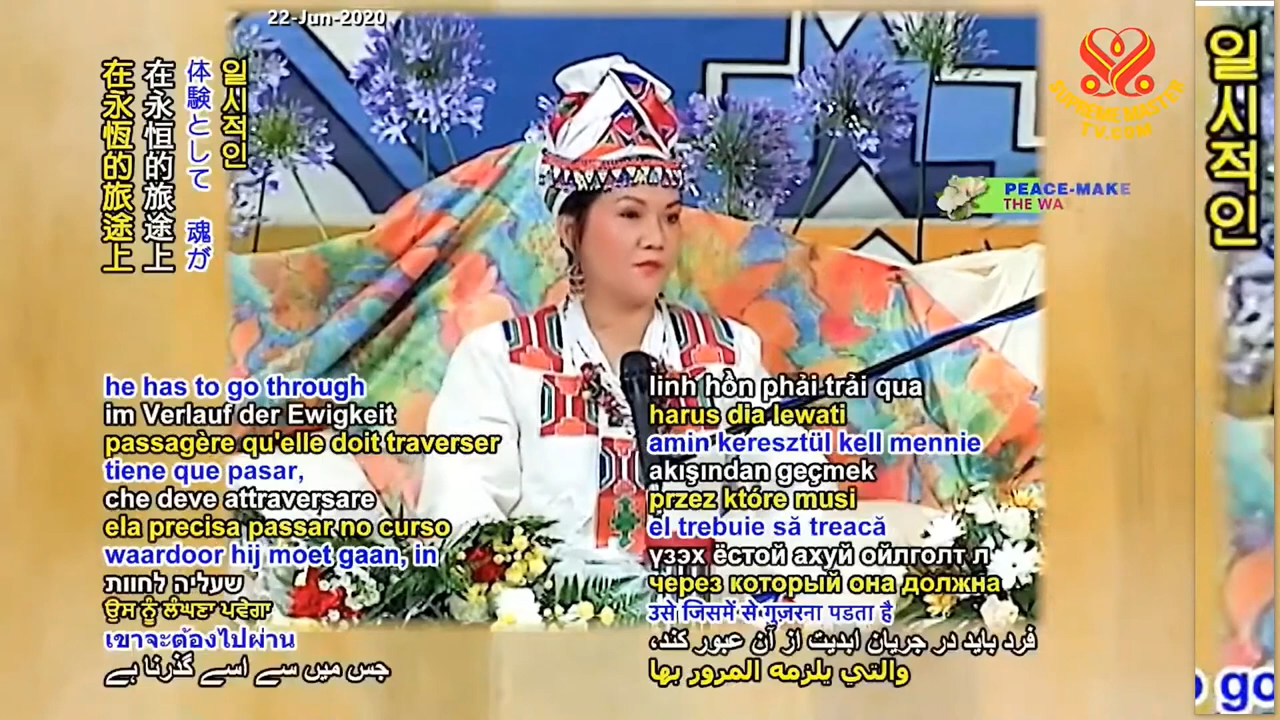 22-Jun-2020
SUPREME MASTER
TV.COM
PEACE-MAKE
THE WA
일시적인
体験として 魂が
在永恒的旅途上
在永恆的旅途上
he has to go through
im Verlauf der Ewigkeit
passagère qu'elle doit traverser
tiene que pasar,
che deve attraversare
ela precisa passar no curso
waardoor hij moet gaan, in
שעליה לחוות
ਉਸ ਨੂੰ ਲੰਘਣਾ ਪਵੇਗਾ
เขาจะต้องไปผ่าน
جس میں سے اسے گذرنا ہے
linh hồn phải trải qua
harus dia lewati
amin keresztül kell mennie
akışından geçmek
przez które musi
el trebuie să treacă
үзэх ёстой ахуй ойлголт л
через который она должна
उसे जिसमें से गुज़रना पडता है
فرد باید در جریان ابدیت از آن عبور کند،
والتي يلزمه المرور بها
일시적인
go